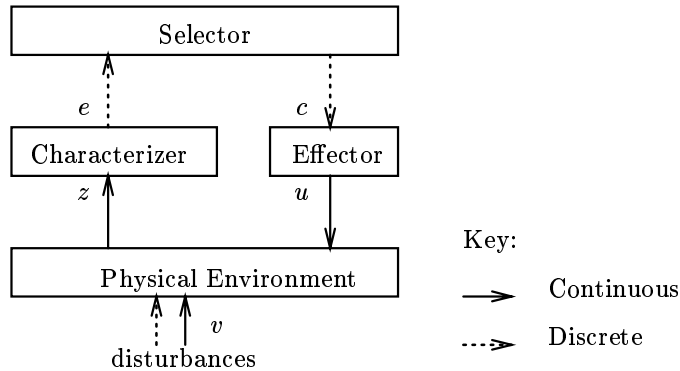 Selector
e
c
Characterizer
Effector
z
u
Key:
Physical Environment
Continuous
v
Discrete
disturbances